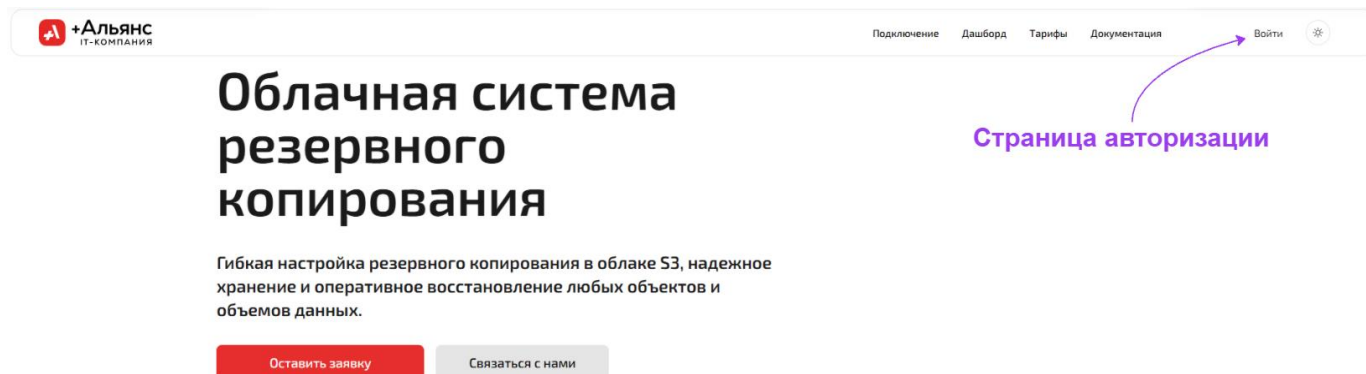 +Альянс
IT-КОМПАНИЯ
Подключение Дашборд Тарифы Документация Войти
Облачная система
резервного
копирования
Страница авторизации
Гибкая настройка резервного копирования в облаке S3, надежное
хранение и оперативное восстановление любых объектов и
объемов данных.
Оставить заявку Связаться с нами